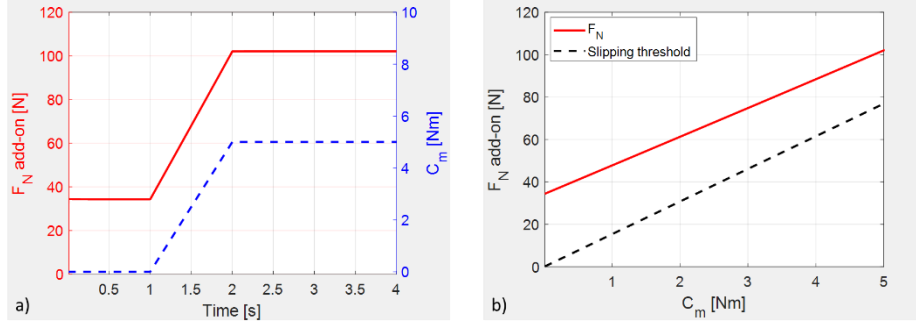 120
100
80
60
40
20
0
F_N add-on [N]
10
8
6
4
2
0
C_m [Nm]
0.5 1 1.5 2 2.5 3 3.5 4
Time [s]
a)
120
100
80
60
40
20
0
F_N add-on [N]
F_N
Slipping threshold
0 1 2 3 4 5
C_m [Nm]
b)